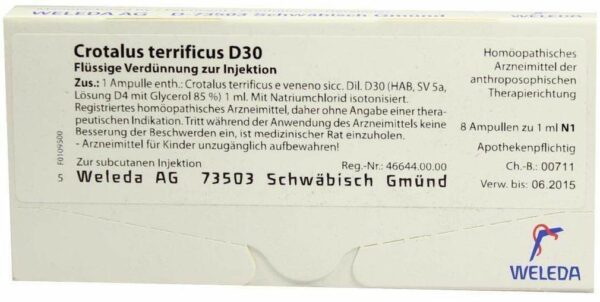 WELEDA AG D-73503 Schwäbisch Gmünd
Crotalus terrificus D30
Flüssige Verdünnung zur Injektion
Zus.: 1 Ampulle enth.: Crotalus terrificus e veneno sicc. Dil. D30 (HAB, SV 5a,
Lösung D4 mit Glycerol 85 %) 1 ml. Mit Natriumchlorid isotonisiert.
Registriertes homöopathisches Arzneimittel, daher ohne Angabe einer thera-
peutischen Indikation. Tritt während der Anwendung des Arzneimittels keine
Besserung der Beschwerden ein, ist medizinischer Rat einzuholen.
- Arzneimittel für Kinder unzugänglich aufbewahren!
Zur subcutanen Injektion Reg.-Nr.: 46644.00.00
5 Weleda AG 73503 Schwäbisch Gmünd
F0109500
Homöopathisches
Arzneimittel der
anthroposophischen
Therapierichtung
8 Ampullen zu 1 ml N1
Apothekenpflichtig
Ch.-B.: 00711
Verw. bis: 06.2015
WELEDA